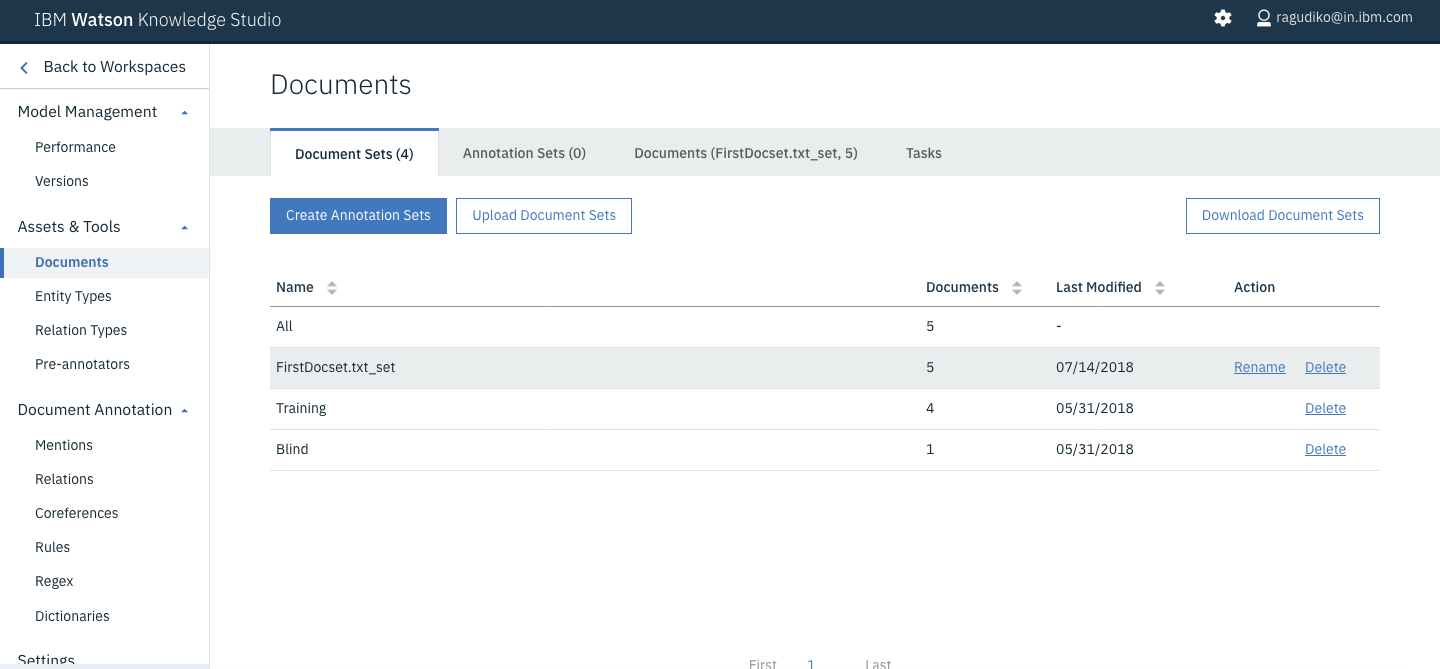 IBM Watson Knowledge Studio
ragudiko@in.ibm.com
Back to Workspaces
Model Management
Performance
Versions
Assets & Tools
Documents
Entity Types
Relation Types
Pre-annotators
Document Annotation
Mentions
Relations
Coreferences
Rules
Regex
Dictionaries
Settings
Documents
Document Sets (4) Annotation Sets (0) Documents (FirstDocset.txt_set, 5) Tasks
Create Annotation Sets Upload Document Sets Download Document Sets
Name Documents Last Modified Action
All 5 -
FirstDocset.txt_set 5 07/14/2018 Rename Delete
Training 4 05/31/2018 Delete
Blind 1 05/31/2018 Delete
First 1 Last